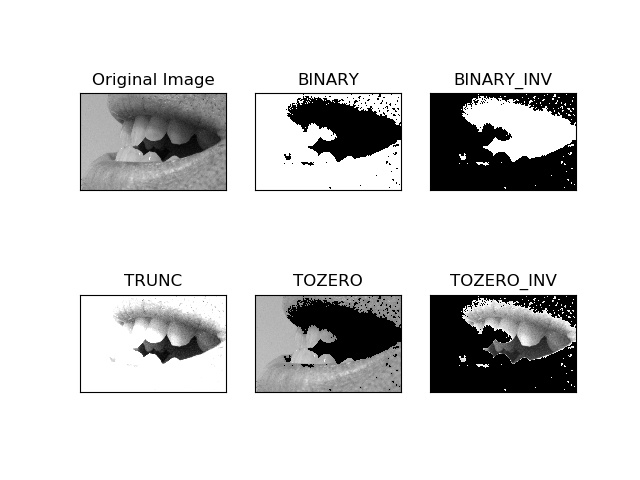 Original Image
BINARY
BINARY_INV
TRUNC
TOZERO
TOZERO_INV